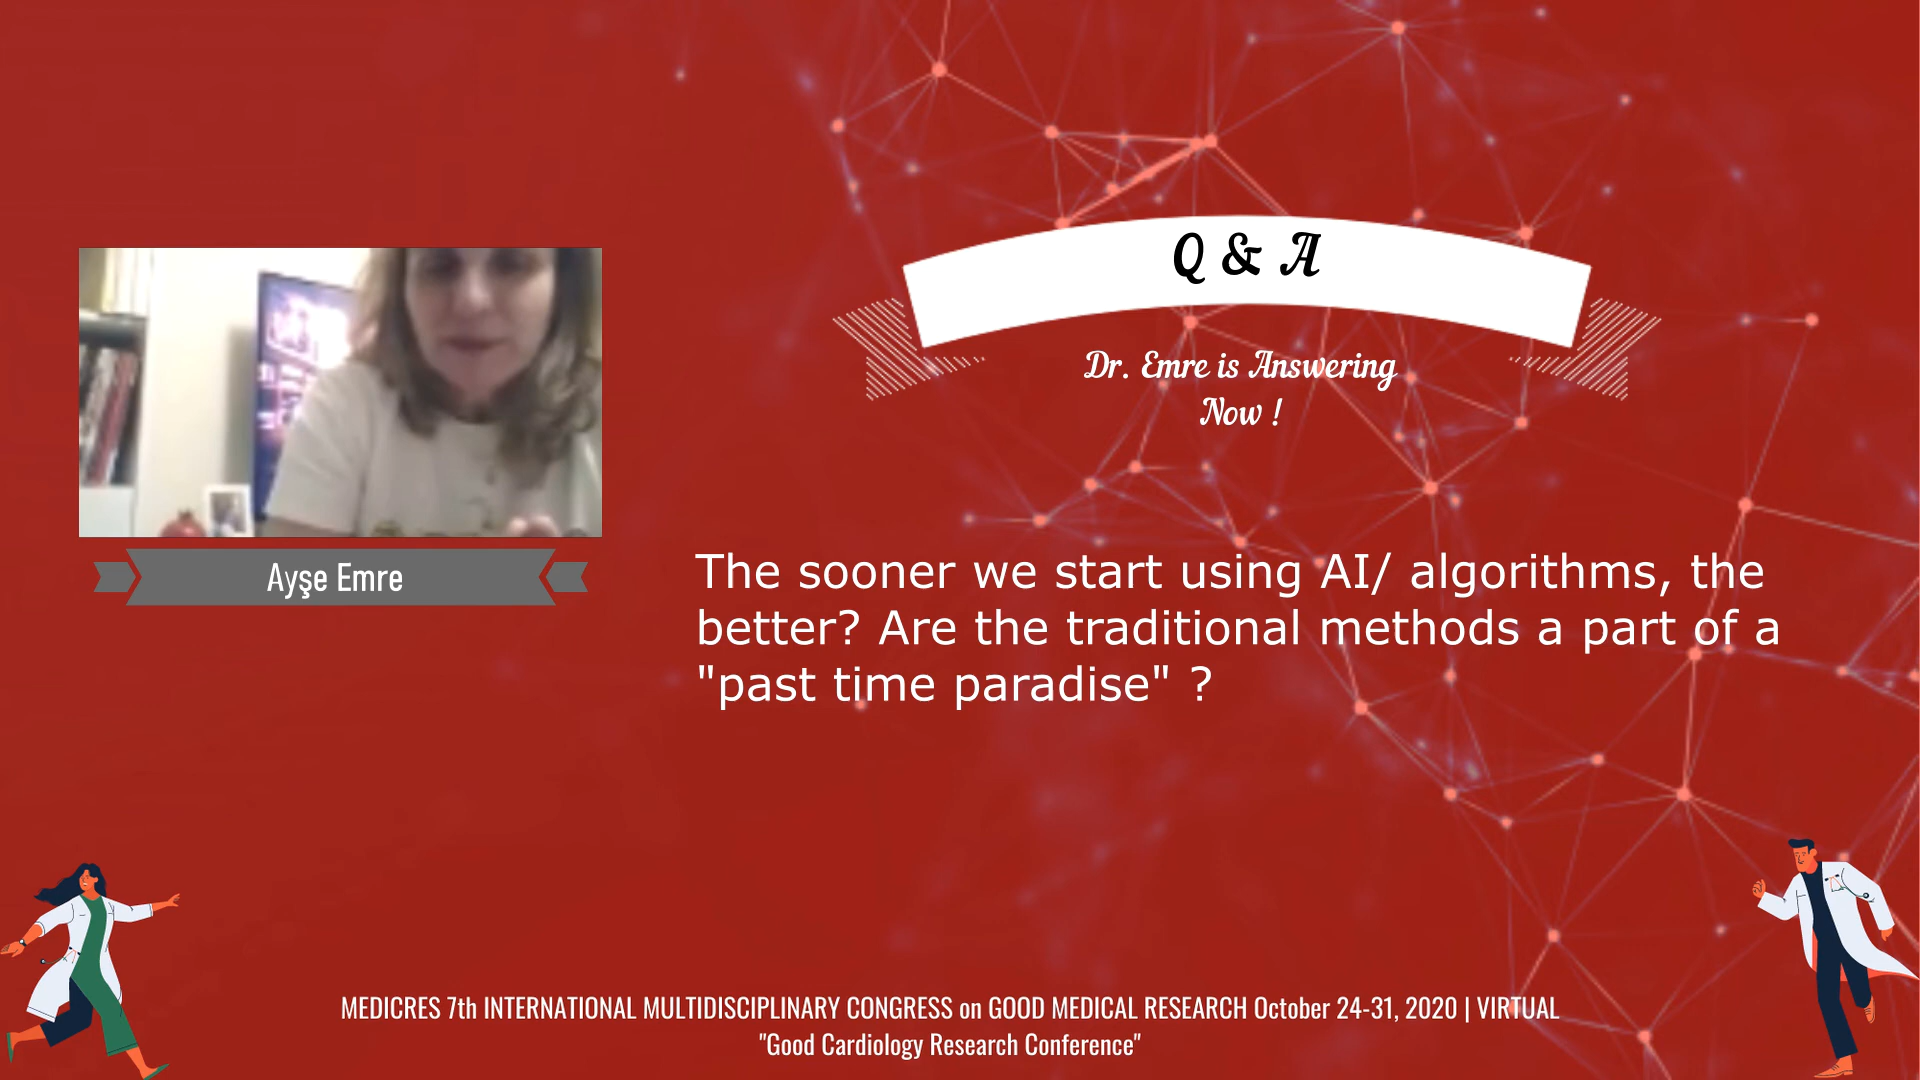 Q & A
Dr. Emre is Answering
Now !
Ayşe Emre
The sooner we start using AI/ algorithms, the
better? Are the traditional methods a part of a
"past time paradise" ?
MEDICRES 7th INTERNATIONAL MULTIDISCIPLINARY CONGRESS on GOOD MEDICAL RESEARCH October 24-31, 2020 | VIRTUAL
"Good Cardiology Research Conference"